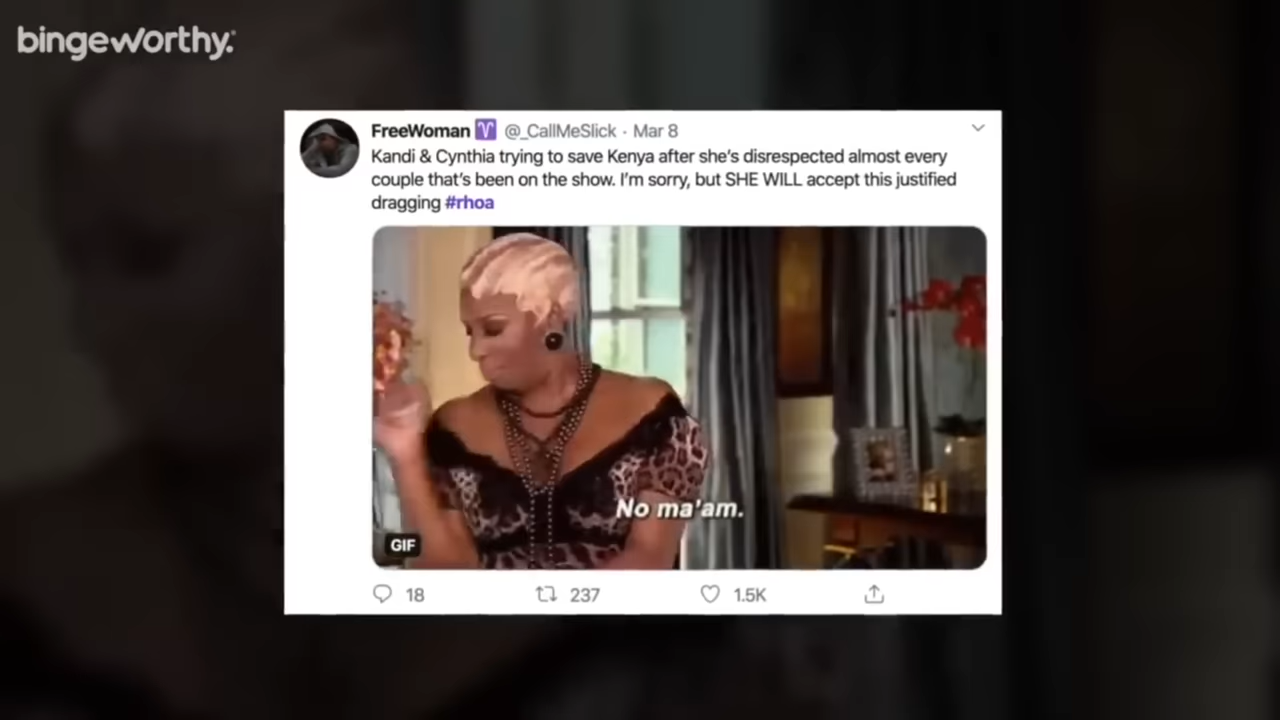 bingeworthy.
FreeWoman ♈ @_CallMeSlick · Mar 8
Kandi & Cynthia trying to save Kenya after she's disrespected almost every
couple that's been on the show. I'm sorry, but SHE WILL accept this justified
dragging #rhoa
No ma'am.
GIF
18 237 1.5K